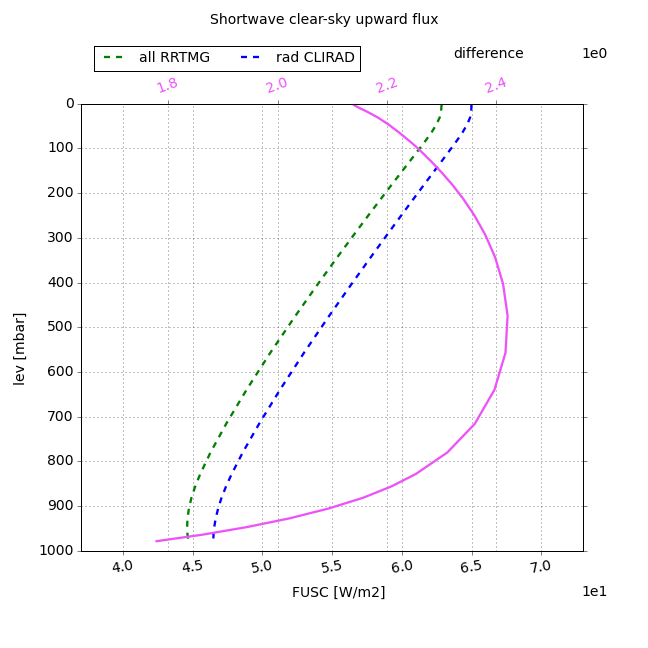 Shortwave clear-sky upward flux
all RRTMG rad CLIRAD difference 1e0
1.8 2.0 2.2 2.4
0
100
200
300
400
500
600
700
800
900
1000
lev [mbar]
4.0 4.5 5.0 5.5 6.0 6.5 7.0
FUSC [W/m2] 1e1